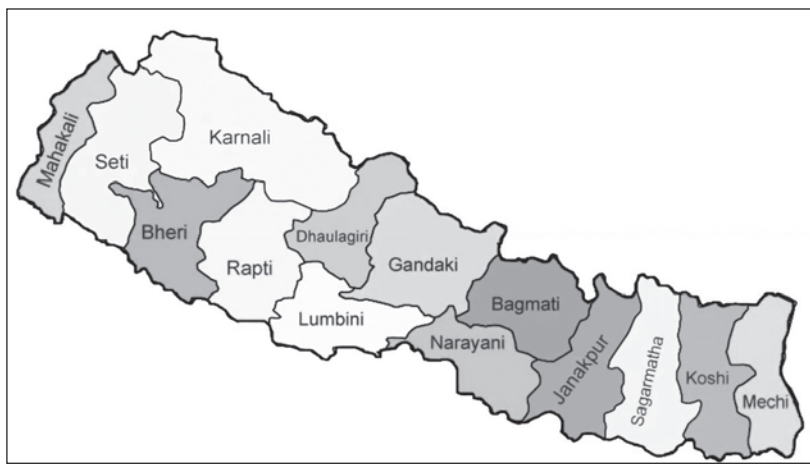 Mahakali
Seti
Karnali
Bheri
Rapti
Dhaulagiri
Gandaki
Lumbini
Bagmati
Narayani
Janakpur
Sagarmatha
Koshi
Mechi